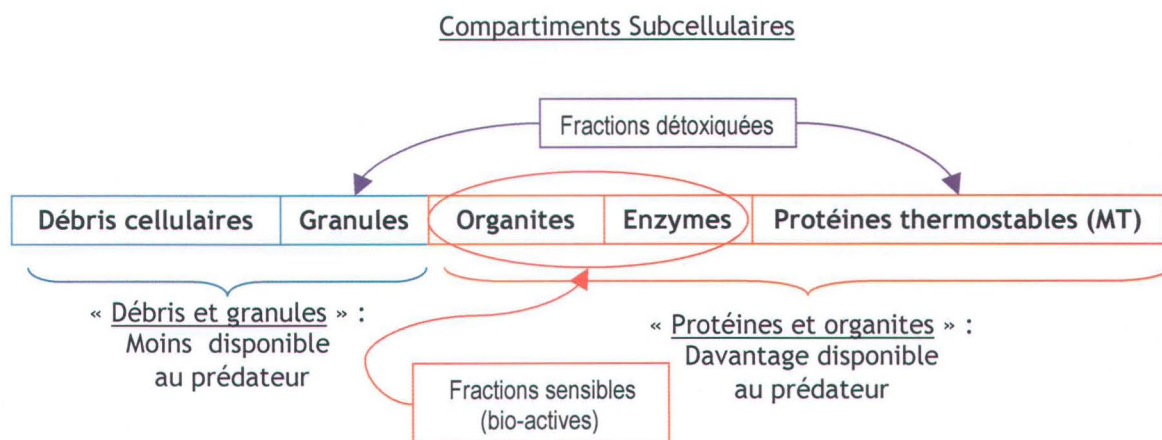 Compartiments Subcellulaires
Fractions détoxiquées
Débris cellulaires Granules Organites Enzymes Protéines thermostables (MT)
« Débris et granules » :
Moins disponible
au prédateur
« Protéines et organites » :
Davantage disponible
au prédateur
Fractions sensibles
(bio-actives)